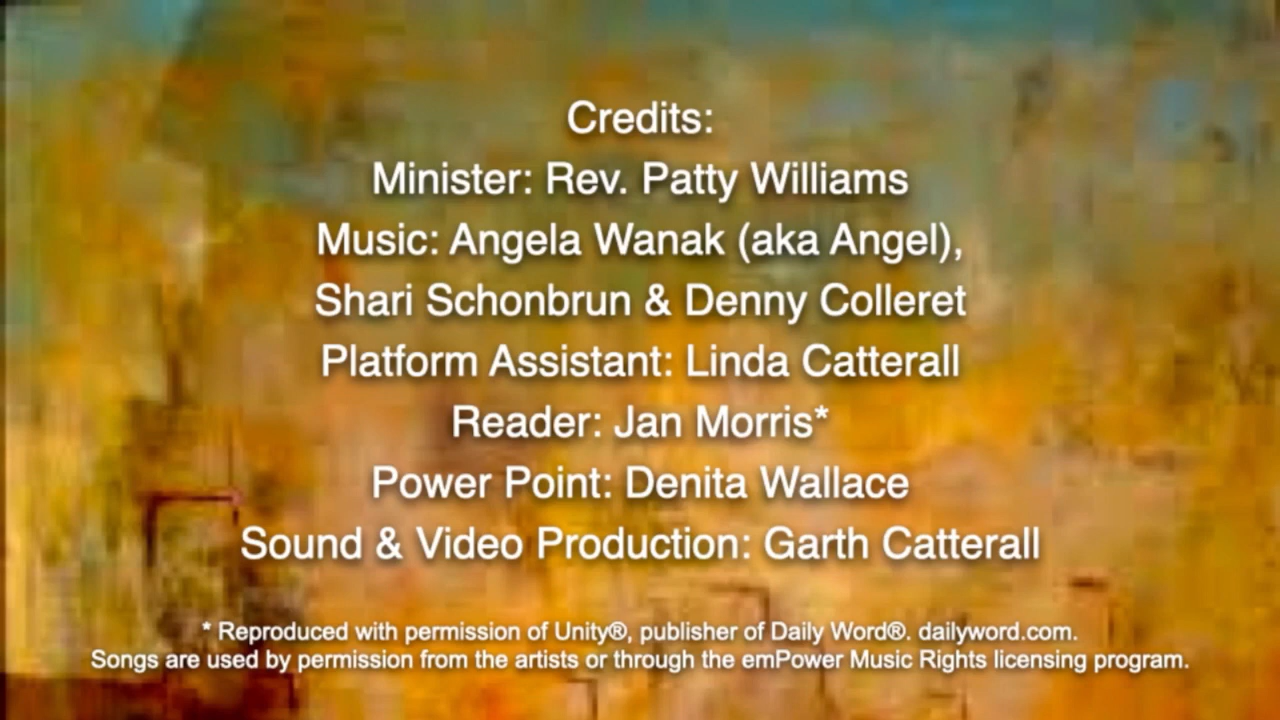 Credits:
Minister: Rev. Patty Williams
Music: Angela Wanak (aka Angel),
Shari Schonbrun & Denny Colleret
Platform Assistant: Linda Catterall
Reader: Jan Morris*
Power Point: Denita Wallace
Sound & Video Production: Garth Catterall
* Reproduced with permission of Unity®, publisher of Daily Word®. dailyword.com.
Songs are used by permission from the artists or through the emPower Music Rights licensing program.